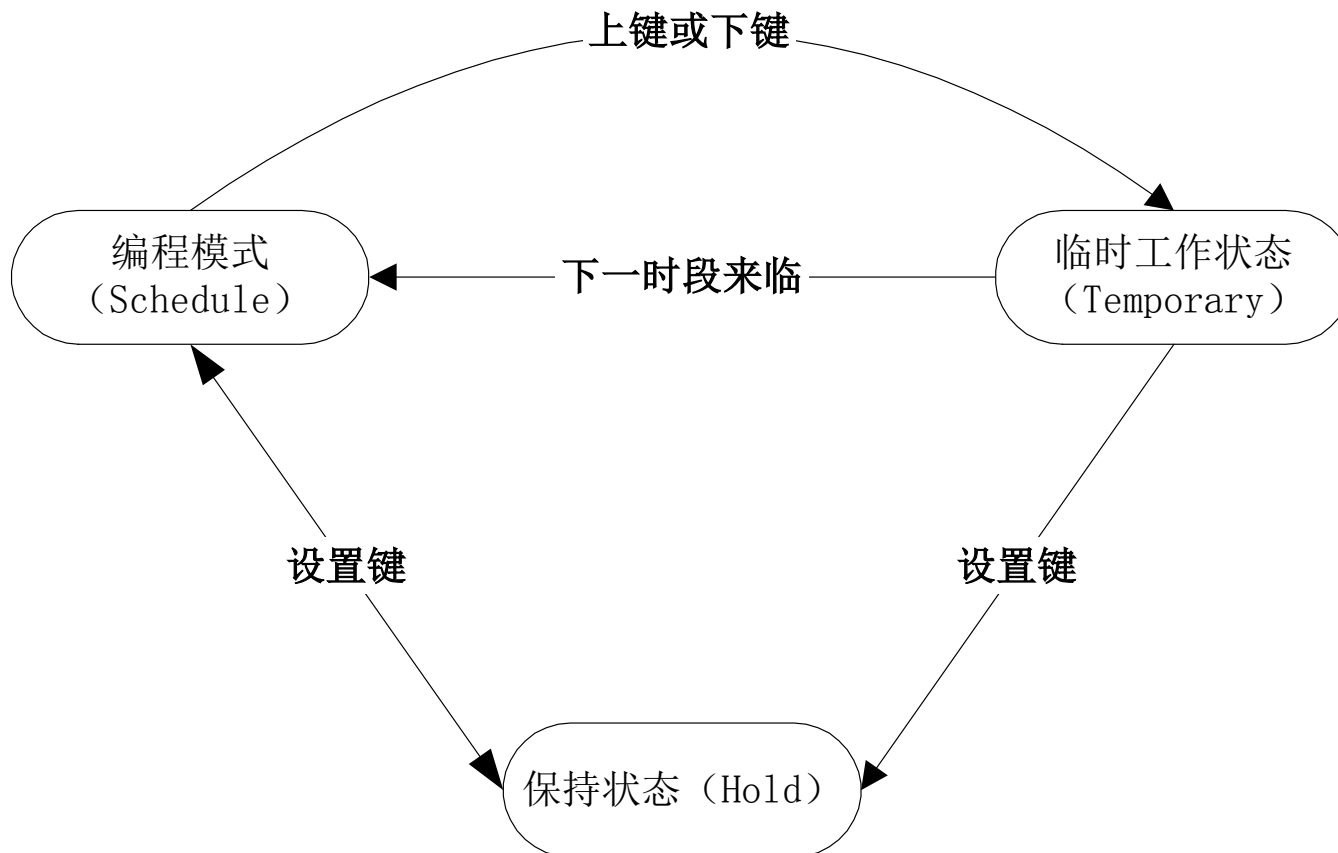 上键或下键
编程模式
（Schedule）
下一时段来临
临时工作状态
（Temporary）
设置键
设置键
保持状态（Hold）